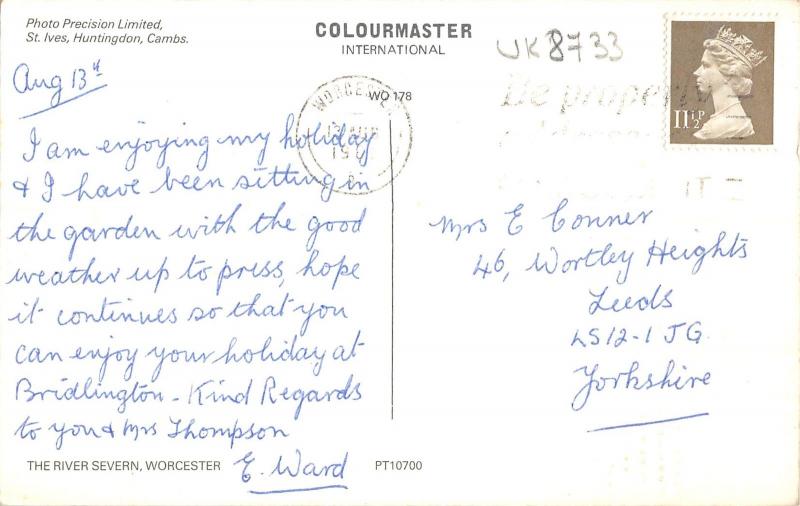 Photo Precision Limited,
St. Ives, Huntingdon, Cambs.
COLOURMASTER
INTERNATIONAL
UK8733
WO 178
WORCESTER
Be properly
11½P
Aug 13th
I am enjoying my holiday
& I have been sitting in
the garden with the good
weather up to press, hope
it continues so that you
can enjoy your holiday at
Bridlington - Kind Regards
to you & Mrs Thompson
E. Ward
Mrs E Conner
46, Wortley Heights
Leeds
LS12-1JG
Yorkshire
THE RIVER SEVERN, WORCESTER
PT10700